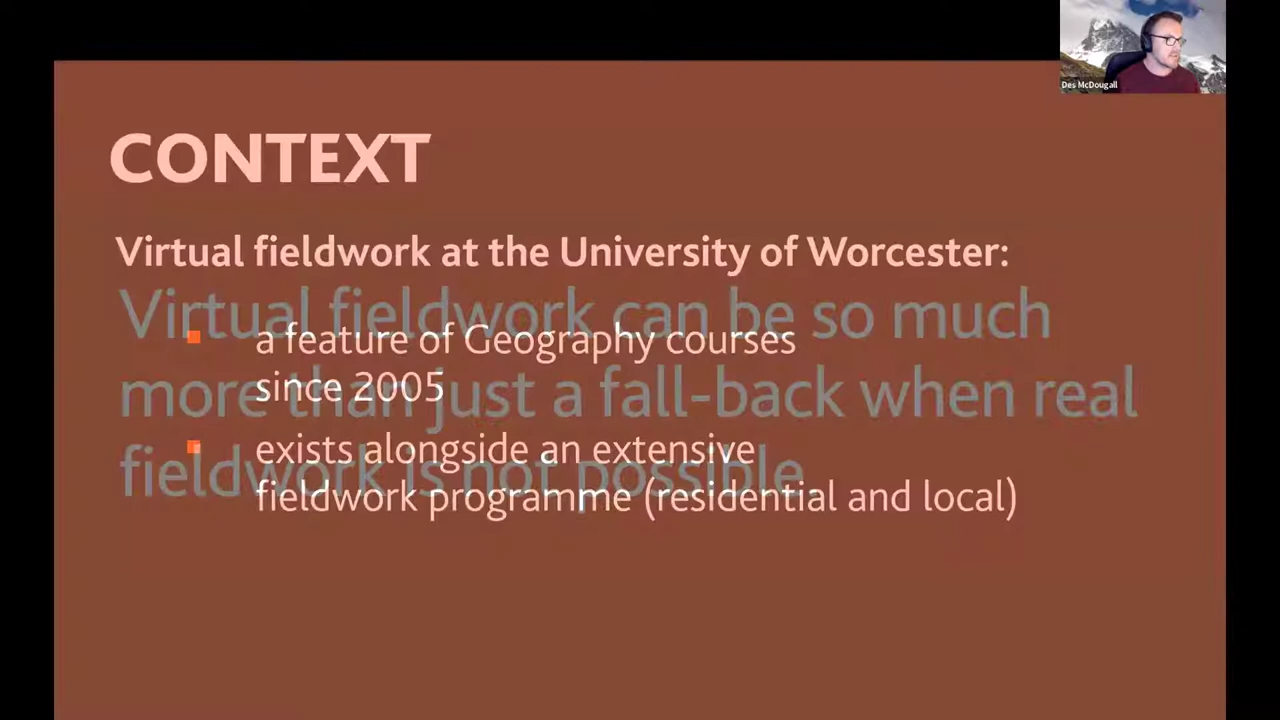 Des McDougall
CONTEXT
Virtual fieldwork at the University of Worcester:
Virtual fieldwork can be so much
more than just a fall-back when real
fieldwork is not possible.
a feature of Geography courses
since 2005
exists alongside an extensive
fieldwork programme (residential and local)